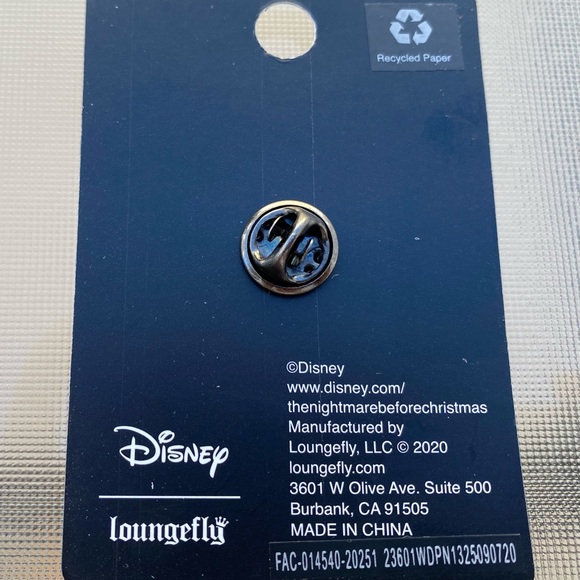 Recycled Paper
©Disney
www.disney.com/
thenightmarebeforechristmas
Manufactured by
Loungefly, LLC © 2020
loungefly.com
3601 W Olive Ave. Suite 500
Burbank, CA 91505
MADE IN CHINA
Disney
loungefly
FAC-014540-20251 23601WDPN1325090720